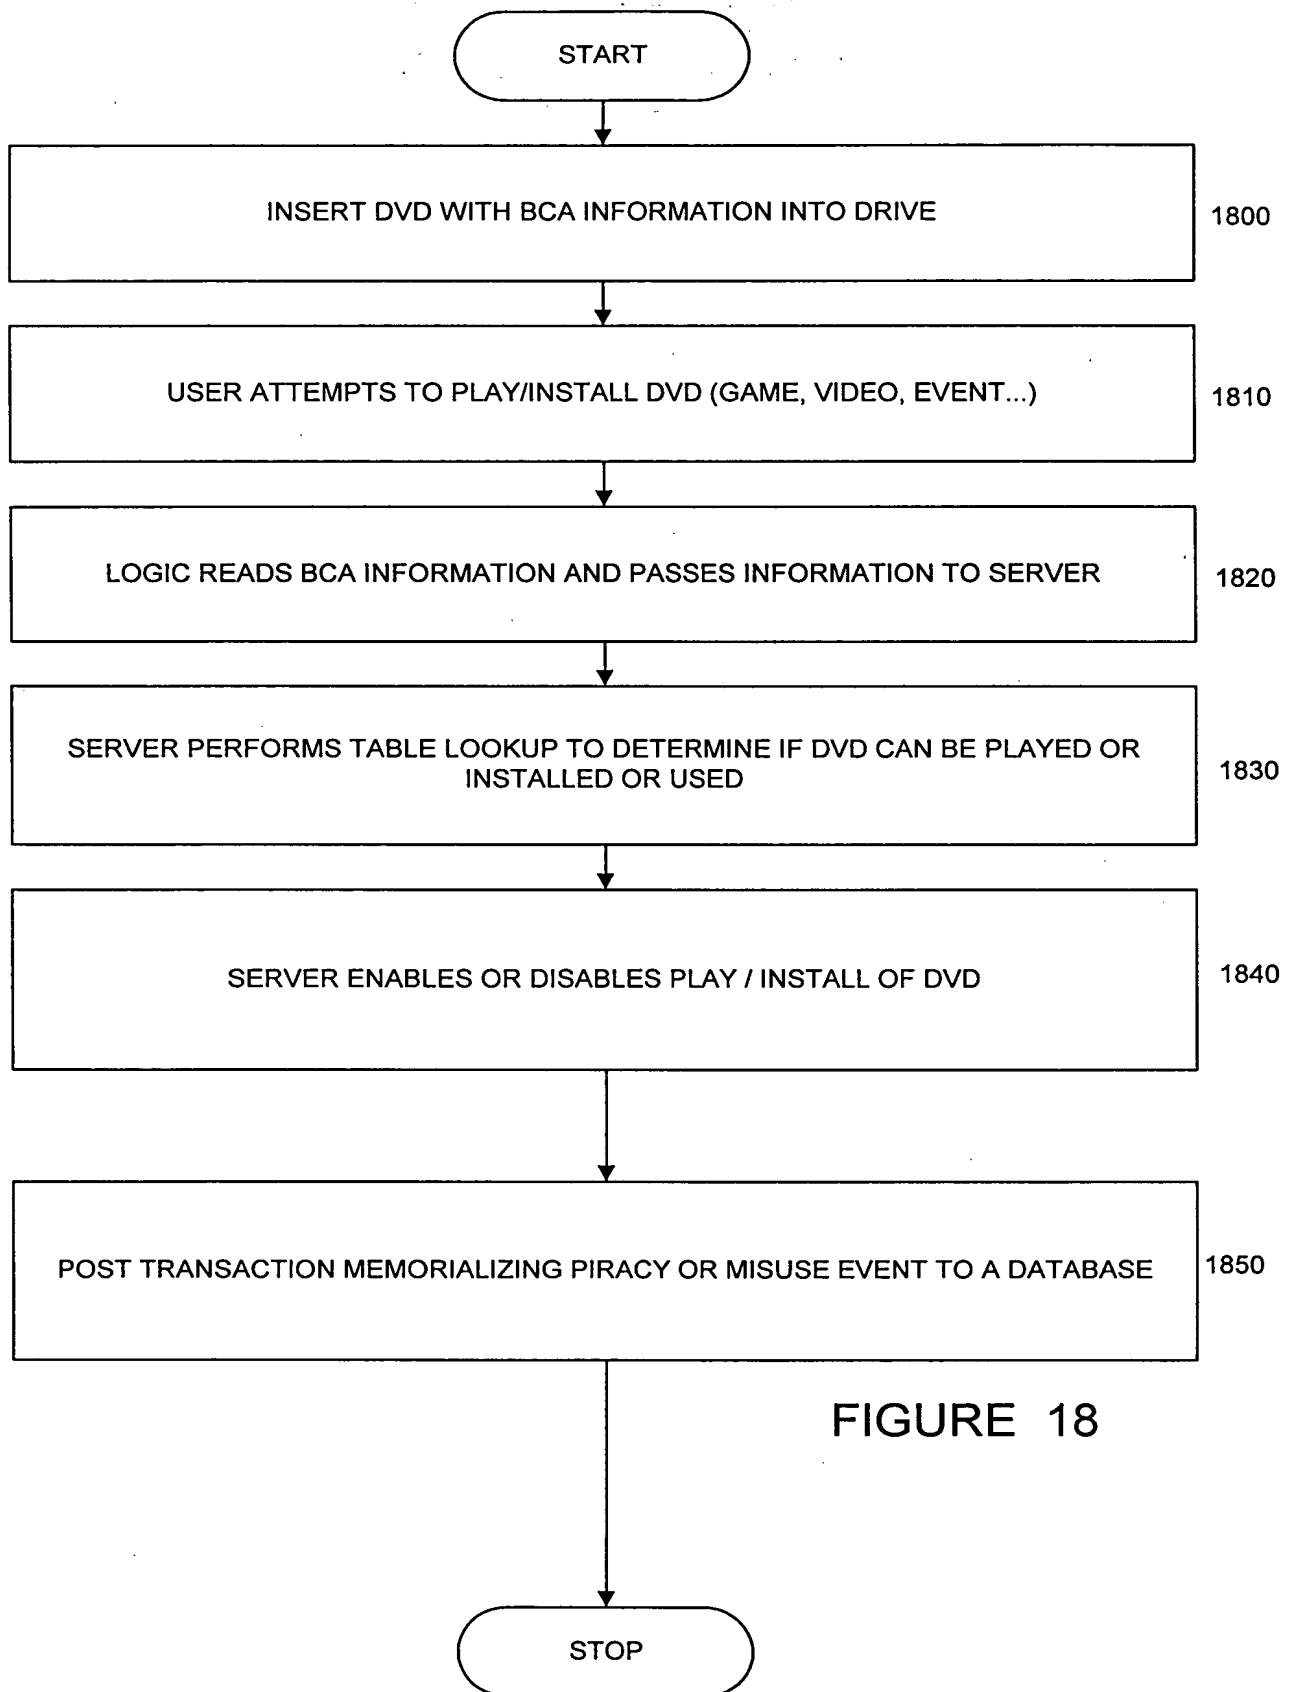 START
INSERT DVD WITH BCA INFORMATION INTO DRIVE
1800
USER ATTEMPTS TO PLAY/INSTALL DVD (GAME, VIDEO, EVENT...)
1810
LOGIC READS BCA INFORMATION AND PASSES INFORMATION TO SERVER
1820
SERVER PERFORMS TABLE LOOKUP TO DETERMINE IF DVD CAN BE PLAYED OR
INSTALLED OR USED
1830
SERVER ENABLES OR DISABLES PLAY / INSTALL OF DVD
1840
POST TRANSACTION MEMORIALIZING PIRACY OR MISUSE EVENT TO A DATABASE
1850
FIGURE 18
STOP